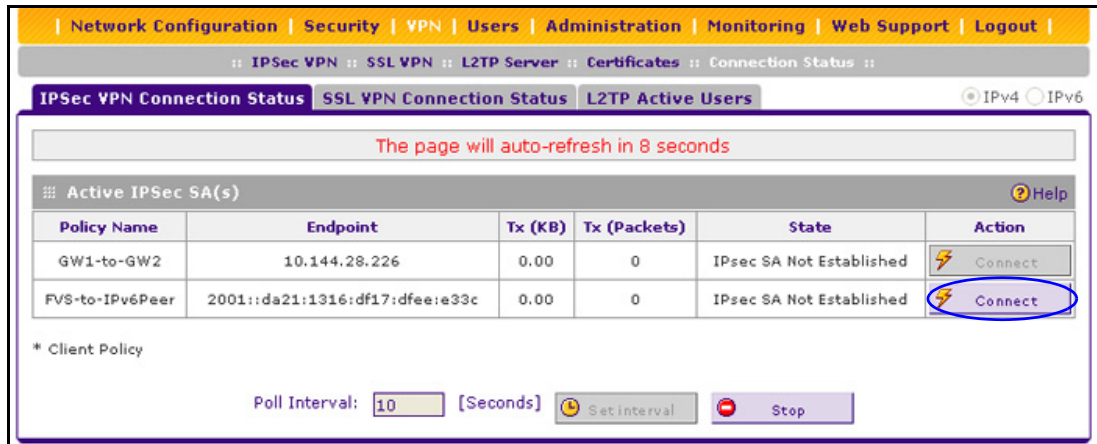 | Network Configuration | Security | VPN | Users | Administration | Monitoring | Web Support | Logout |
:: IPSec VPN :: SSL VPN :: L2TP Server :: Certificates :: Connection Status ::
IPSec VPN Connection Status SSL VPN Connection Status L2TP Active Users IPv4 IPv6
The page will auto-refresh in 8 seconds
Active IPSec SA(s) ? Help
Policy Name Endpoint Tx (KB) Tx (Packets) State Action
GW1-to-GW2 10.144.28.226 0.00 0 IPsec SA Not Established Connect
FVS-to-IPv6Peer 2001::da21:1316:df17:dfee:e33c 0.00 0 IPsec SA Not Established Connect
* Client Policy
Poll Interval: 10 [Seconds] Set interval Stop